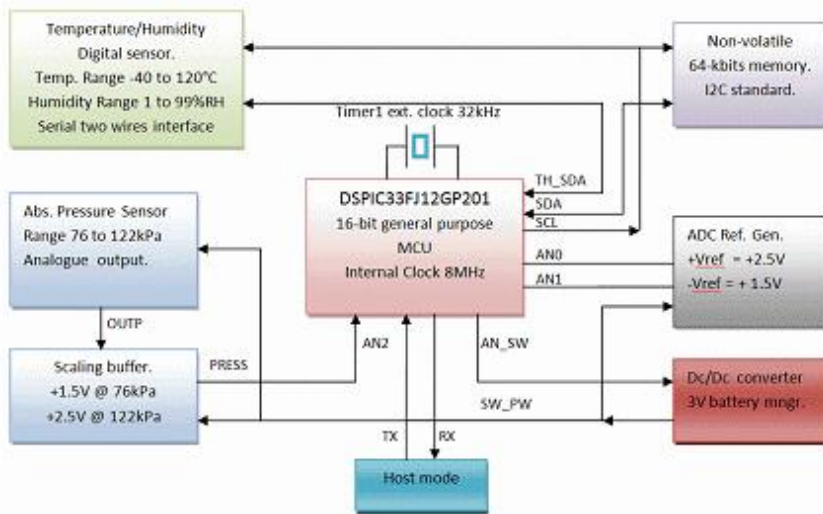 Temperature/Humidity
Digital sensor.
Temp. Range -40 to 120°C
Humidity Range 1 to 99%RH
Serial two wires interface
Non-volatile
64-kbits memory.
I2C standard.
Timer1 ext. clock 32kHz
DSPIC33FJ12GP201
16-bit general purpose
MCU
Internal Clock 8MHz
TH_SDA
SDA
SCL
AN0
AN1
Abs. Pressure Sensor
Range 76 to 122kPa
Analogue output.
ADC Ref. Gen.
+Vref = +2.5V
-Vref = + 1.5V
OUTP
Scaling buffer.
+1.5V @ 76kPa
+2.5V @ 122kPa
PRESS
AN2
AN_SW
Dc/Dc converter
3V battery mngr.
SW_PW
TX
RX
Host mode